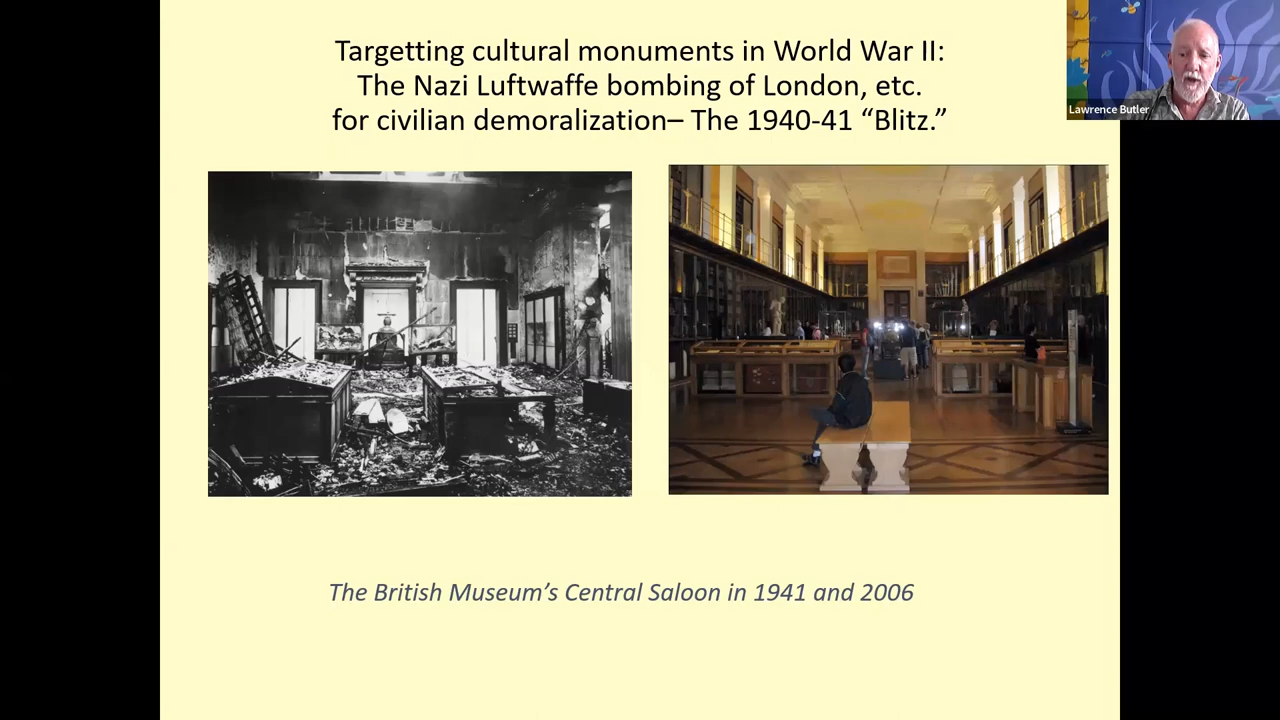 Targetting cultural monuments in World War II:
The Nazi Luftwaffe bombing of London, etc.
for civilian demoralization– The 1940-41 “Blitz.”
Lawrence Butler
The British Museum’s Central Saloon in 1941 and 2006